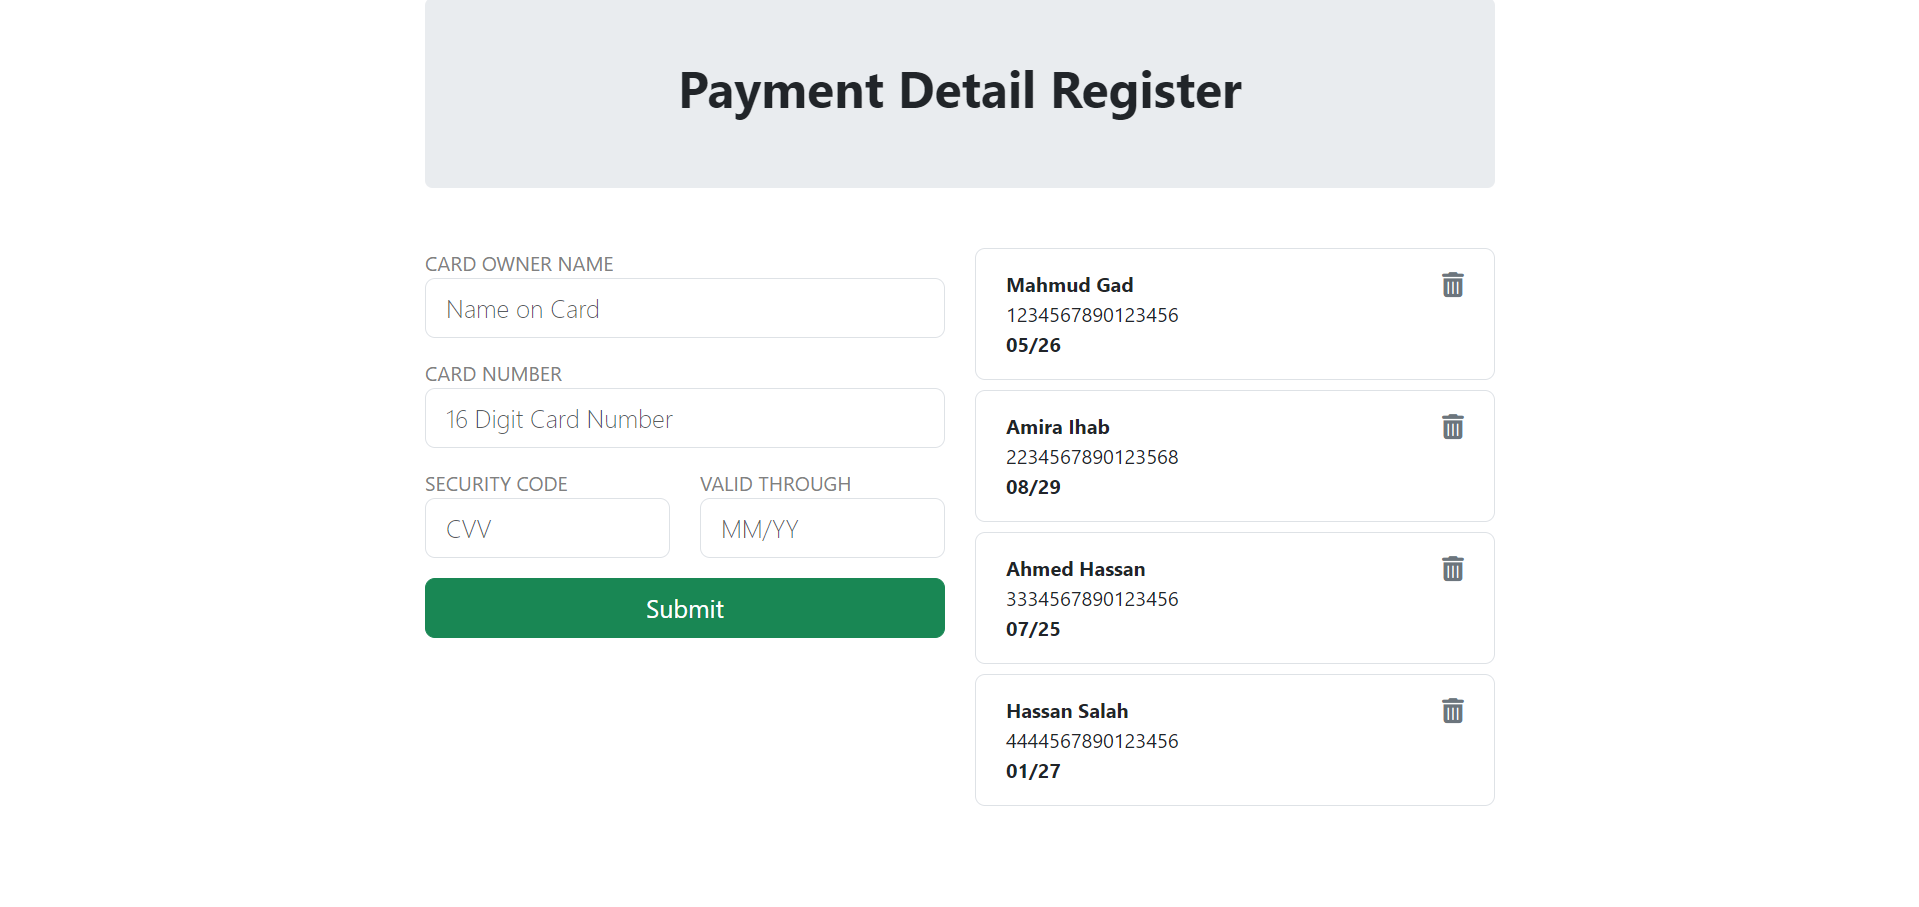 Payment Detail Register
CARD OWNER NAME
Name on Card
CARD NUMBER
16 Digit Card Number
SECURITY CODE
CVV
VALID THROUGH
MM/YY
Submit
Mahmud Gad
1234567890123456
05/26
Amira Ihab
2234567890123568
08/29
Ahmed Hassan
3334567890123456
07/25
Hassan Salah
4444567890123456
01/27